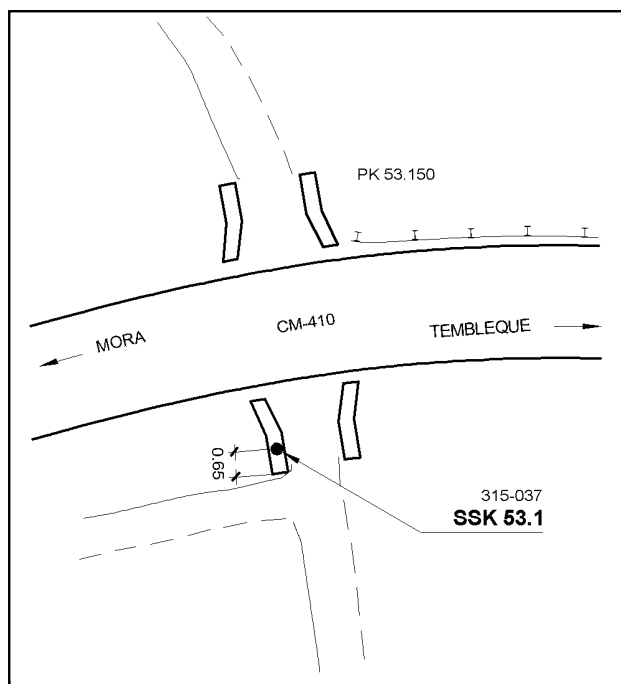 PK 53.150
MORA
CM-410
TEMBLEQUE
0.65
315-037
SSK 53.1